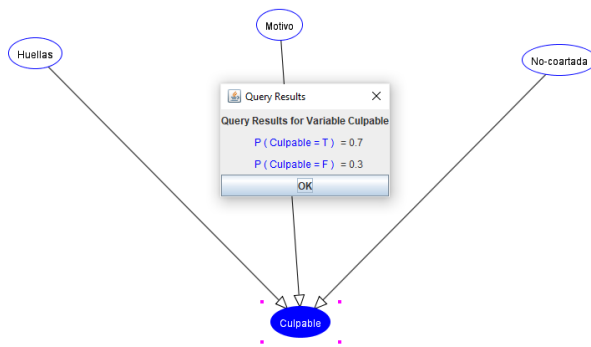 Motivo
Huellas
No-coartada
Query Results
Query Results for Variable Culpable
P ( Culpable = T ) = 0.7
P ( Culpable = F ) = 0.3
OK
Culpable